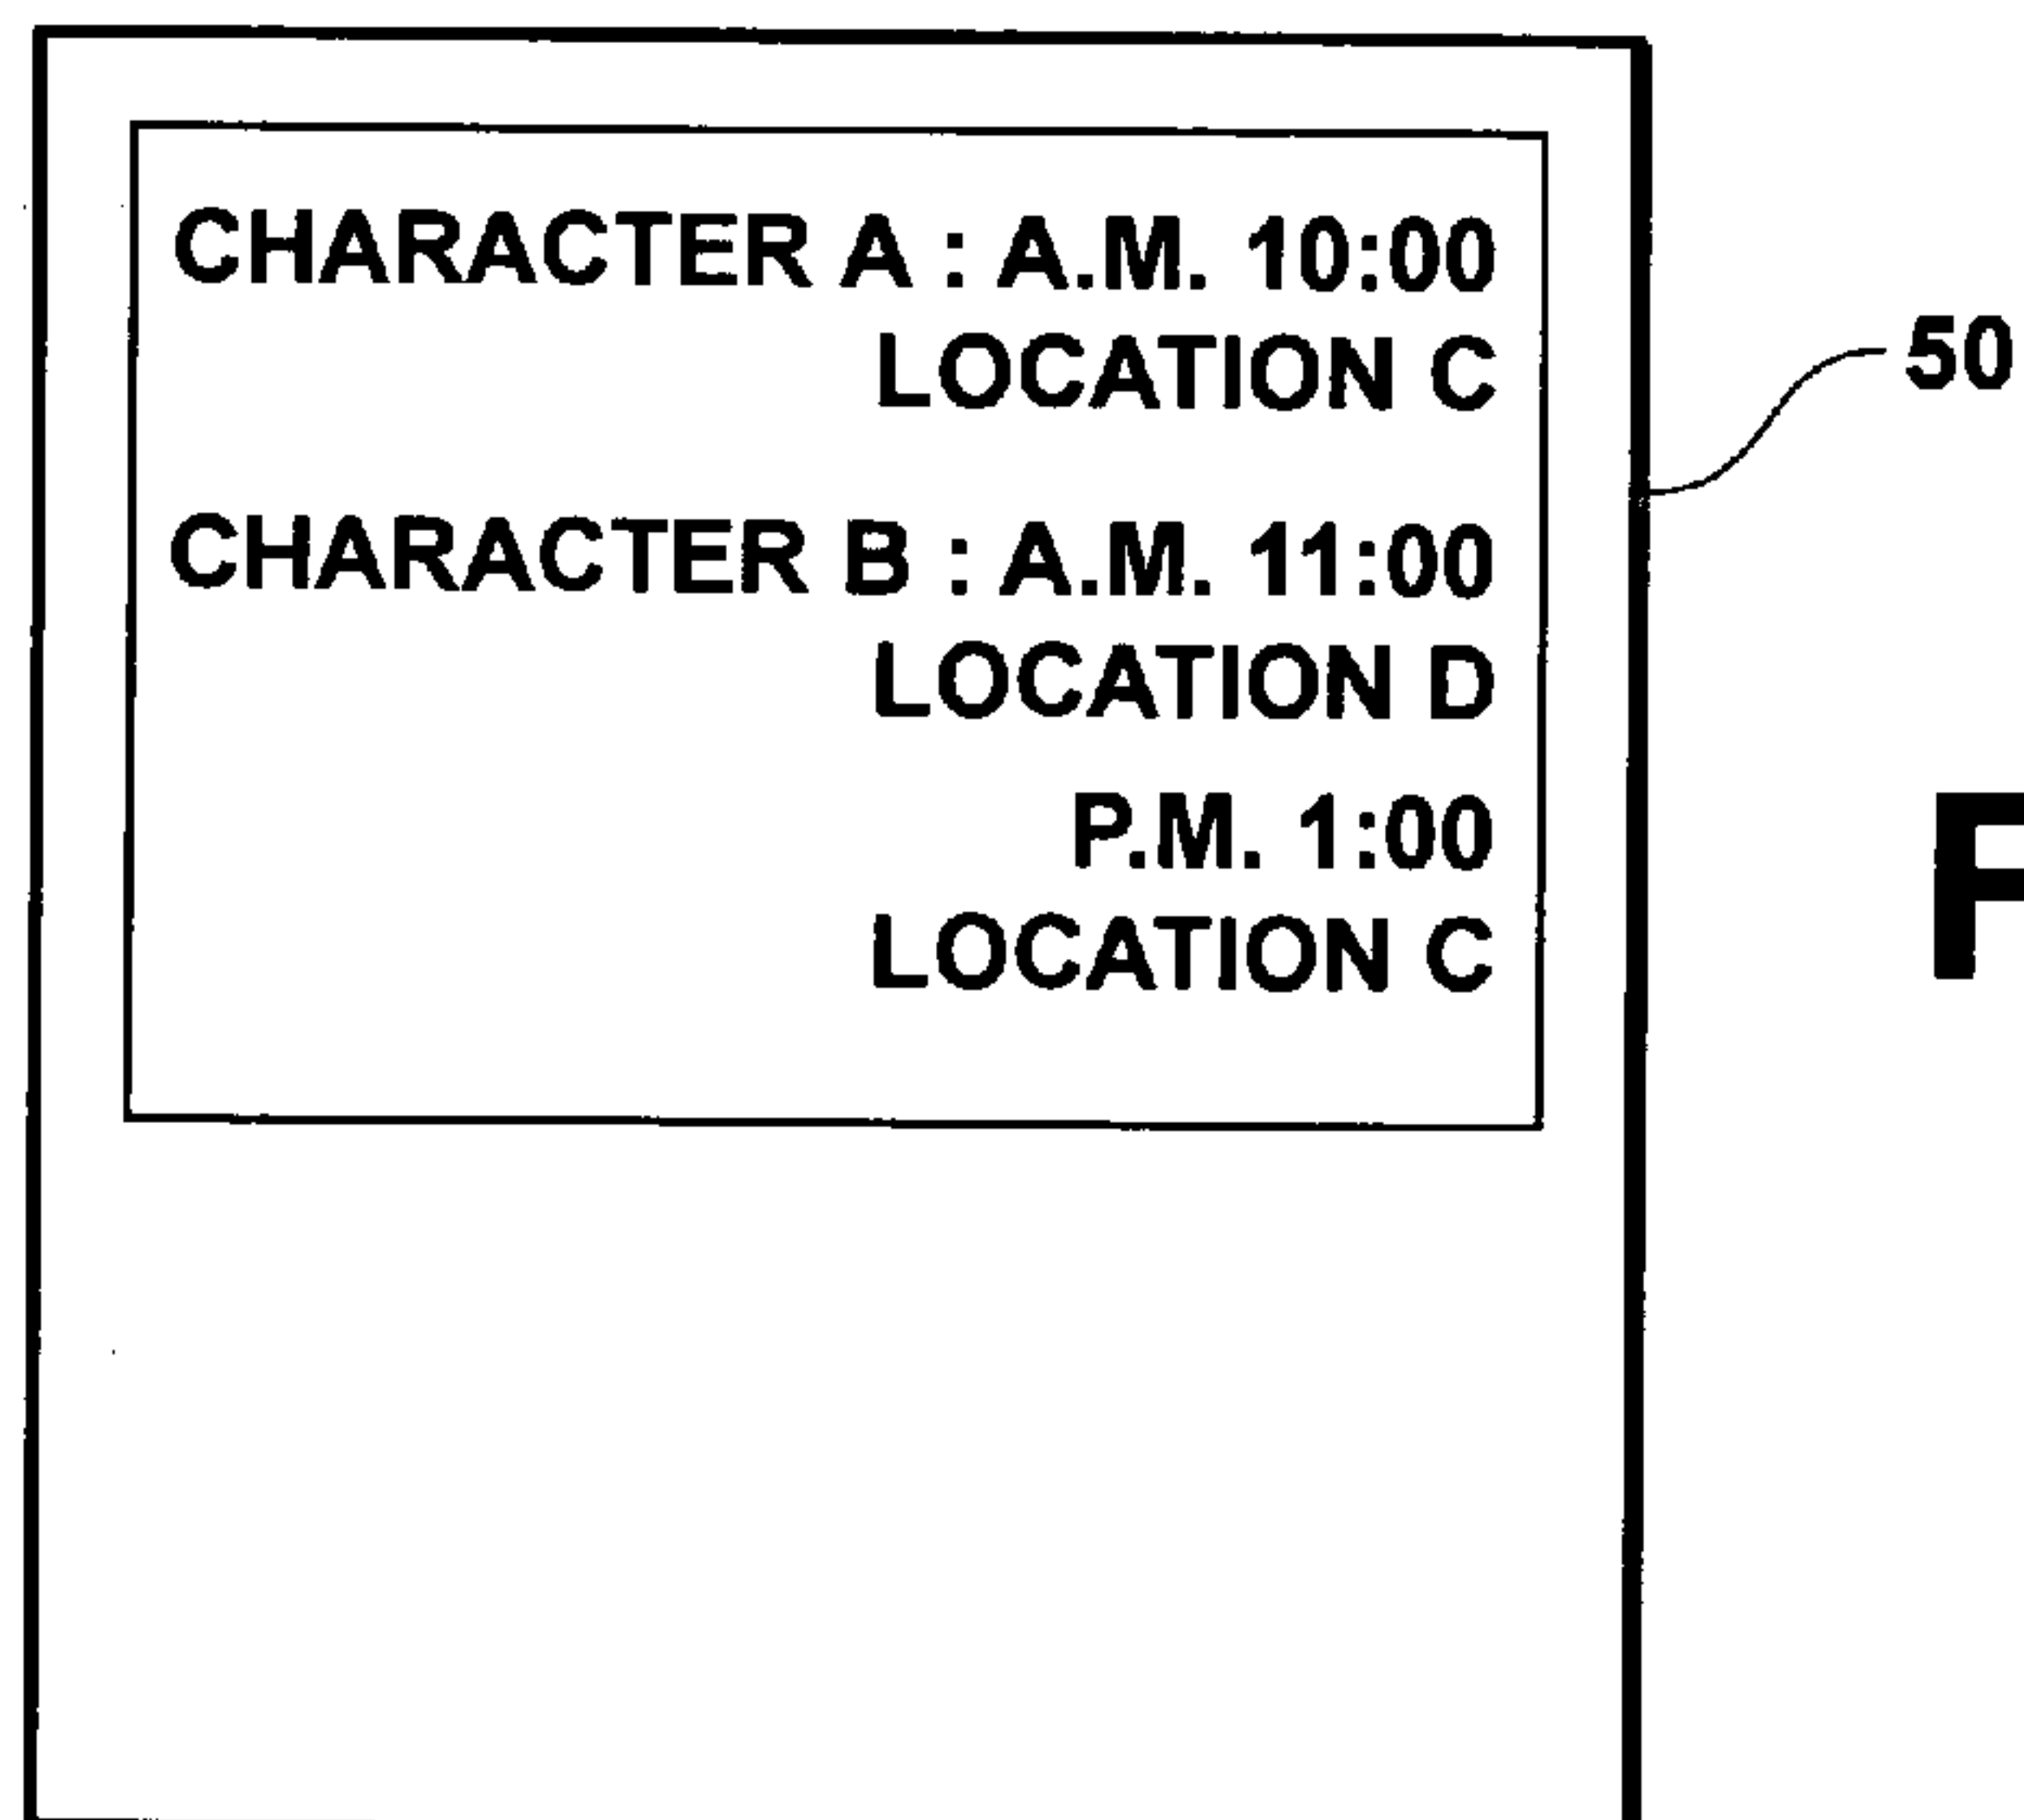 CHARACTER A : A.M. 10:00
LOCATION C
50
CHARACTER B : A.M. 11:00
LOCATION D
P.M. 1:00
LOCATION C
F